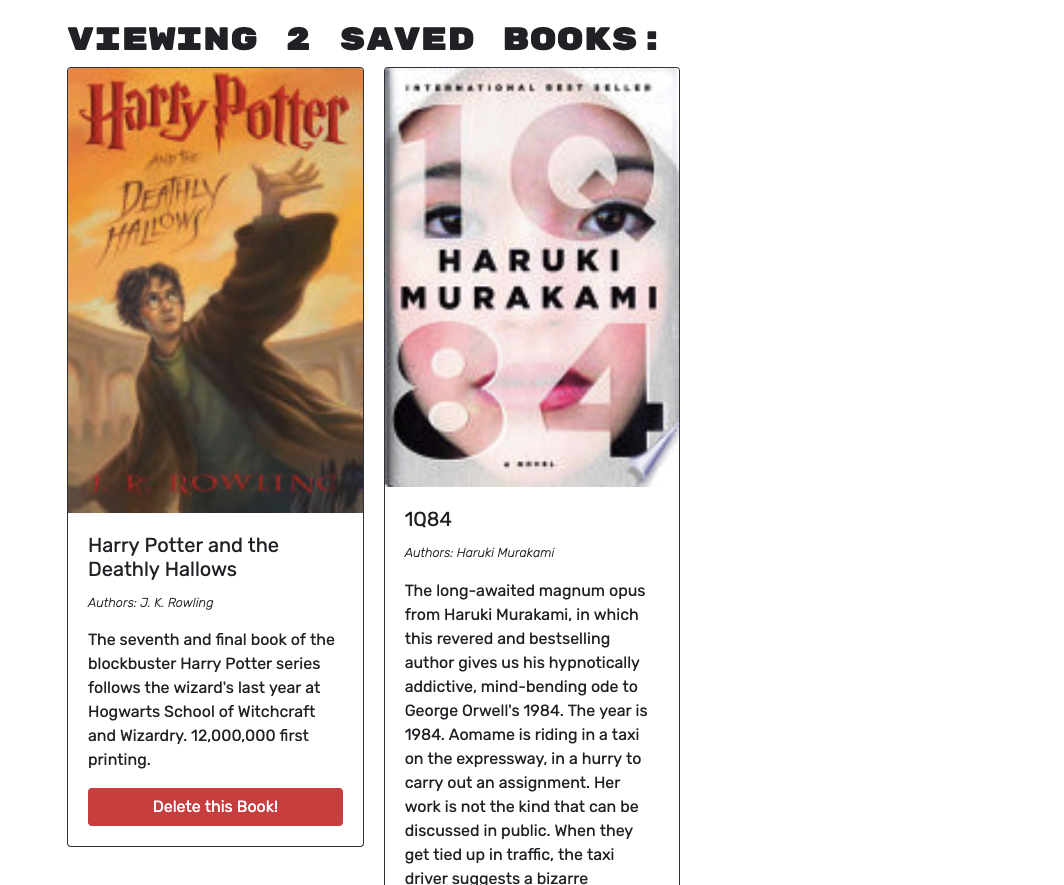 VIEWING 2 SAVED BOOKS:
Harry Potter
AND THE
DEATHLY
HALLOWS
J. K. ROWLING
Harry Potter and the
Deathly Hallows
Authors: J. K. Rowling
The seventh and final book of the
blockbuster Harry Potter series
follows the wizard's last year at
Hogwarts School of Witchcraft
and Wizardry. 12,000,000 first
printing.
Delete this Book!
INTERNATIONAL BEST SELLER
1Q
HARUKI
MURAKAMI
84
A NOVEL
1Q84
Authors: Haruki Murakami
The long-awaited magnum opus
from Haruki Murakami, in which
this revered and bestselling
author gives us his hypnotically
addictive, mind-bending ode to
George Orwell's 1984. The year is
1984. Aomame is riding in a taxi
on the expressway, in a hurry to
carry out an assignment. Her
work is not the kind that can be
discussed in public. When they
get tied up in traffic, the taxi
driver suggests a bizarre